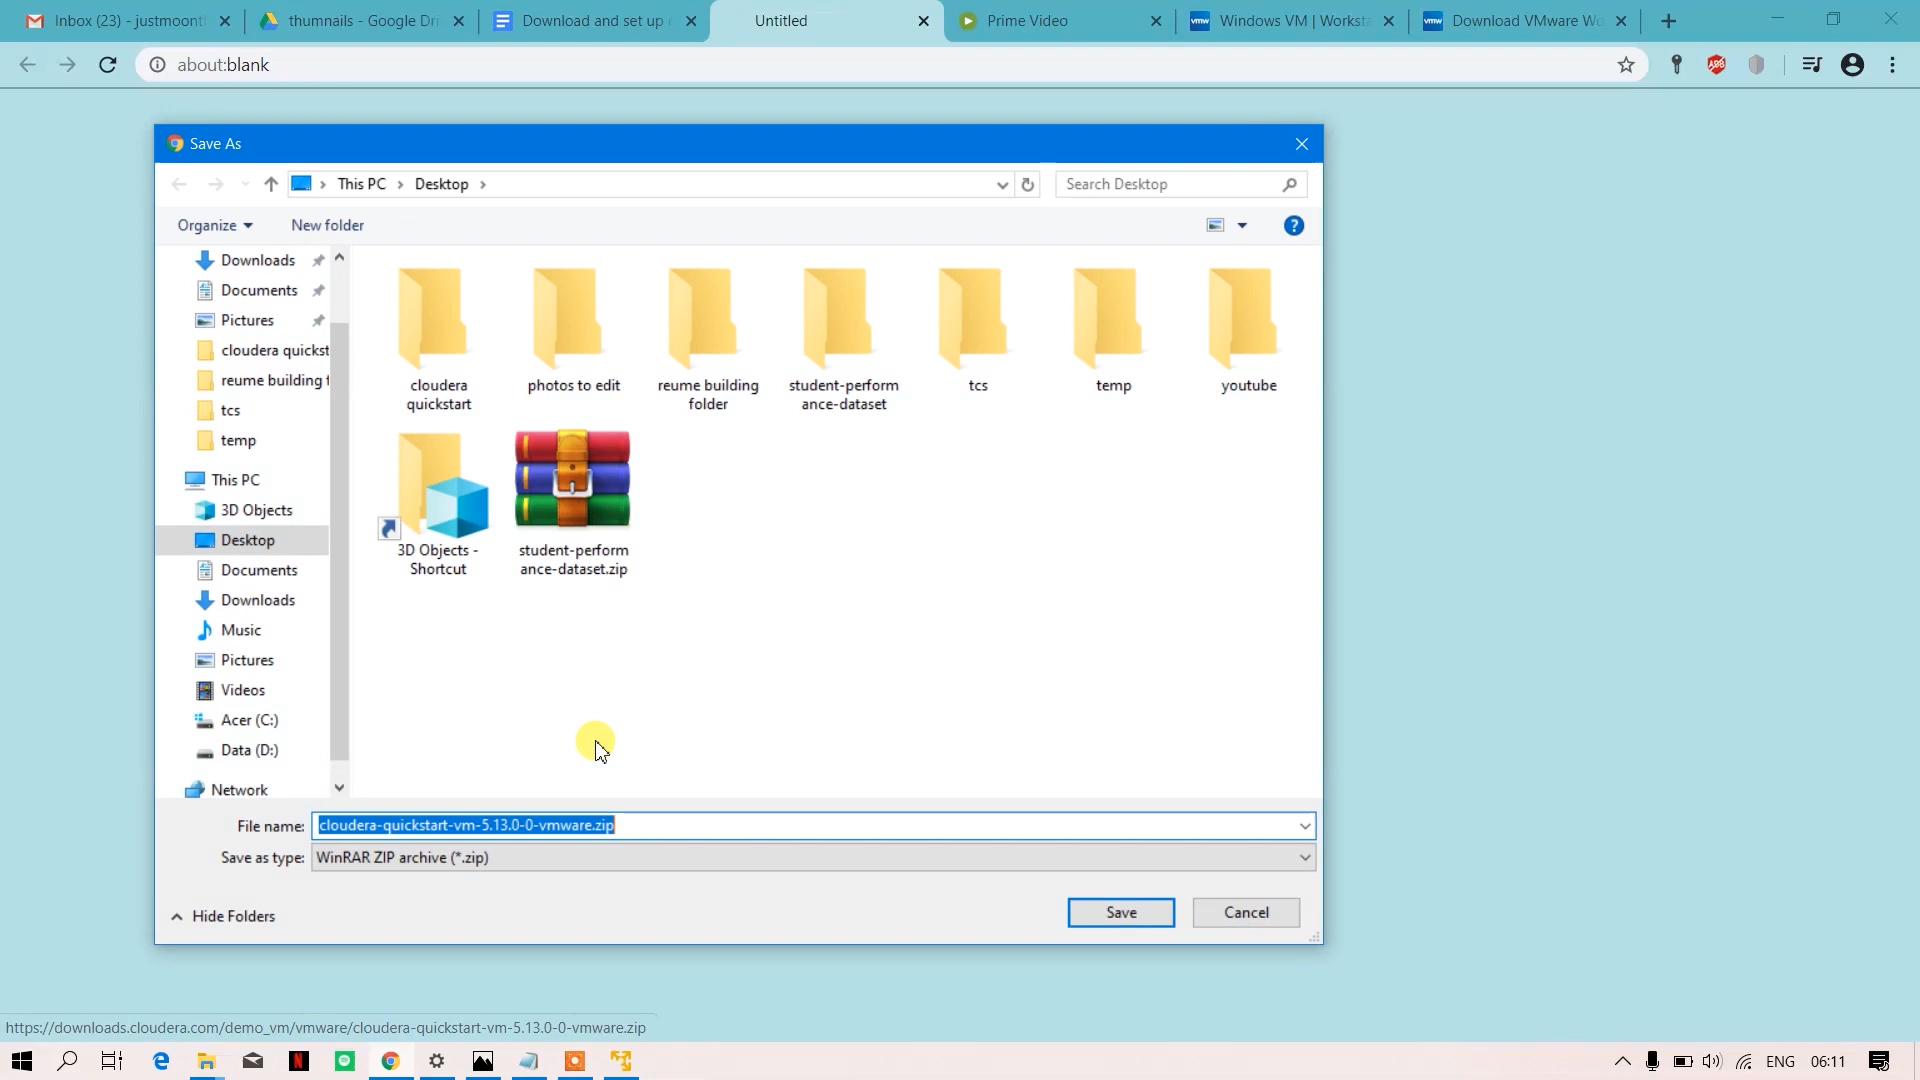 Inbox (23) - justmoont
thumnails - Google Dri
Download and set up
Untitled
Prime Video
vmw
Windows VM | Worksta
vmw
Download VMware Wo
about:blank
ABP
Save As
This PC
Desktop
Search Desktop
Organize
New folder
?
Downloads
Documents
Pictures
cloudera quickst
reume building f
tcs
temp
This PC
3D Objects
Desktop
Documents
Downloads
Music
Pictures
Videos
Acer (C:)
Data (D:)
Network
cloudera
quickstart
photos to edit
reume building
folder
student-perform
ance-dataset
tcs
temp
youtube
3D Objects -
Shortcut
student-perform
ance-dataset.zip
File name:
cloudera-quickstart-vm-5.13.0-0-vmware.zip
Save as type:
WinRAR ZIP archive (*.zip)
Hide Folders
Save
Cancel
https://downloads.cloudera.com/demo_vm/vmware/cloudera-quickstart-vm-5.13.0-0-vmware.zip
ENG
06:11